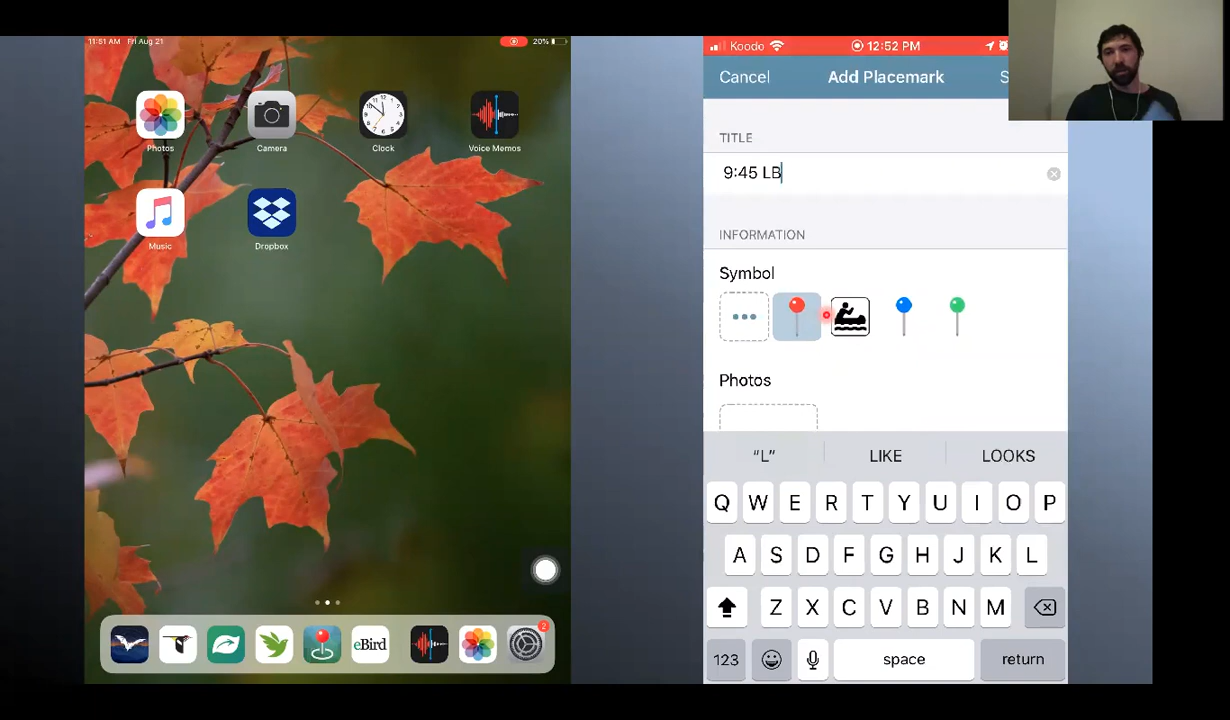 11:51 AM Fri Aug 21
20%
Photos
Camera
Clock
Voice Memos
Music
Dropbox
eBird
2
Koodo
12:52 PM
Cancel
Add Placemark
S
TITLE
9:45 LB
INFORMATION
Symbol
Photos
“L”
LIKE
LOOKS
Q W E R T Y U I O P
A S D F G H J K L
Z X C V B N M
123
space
return